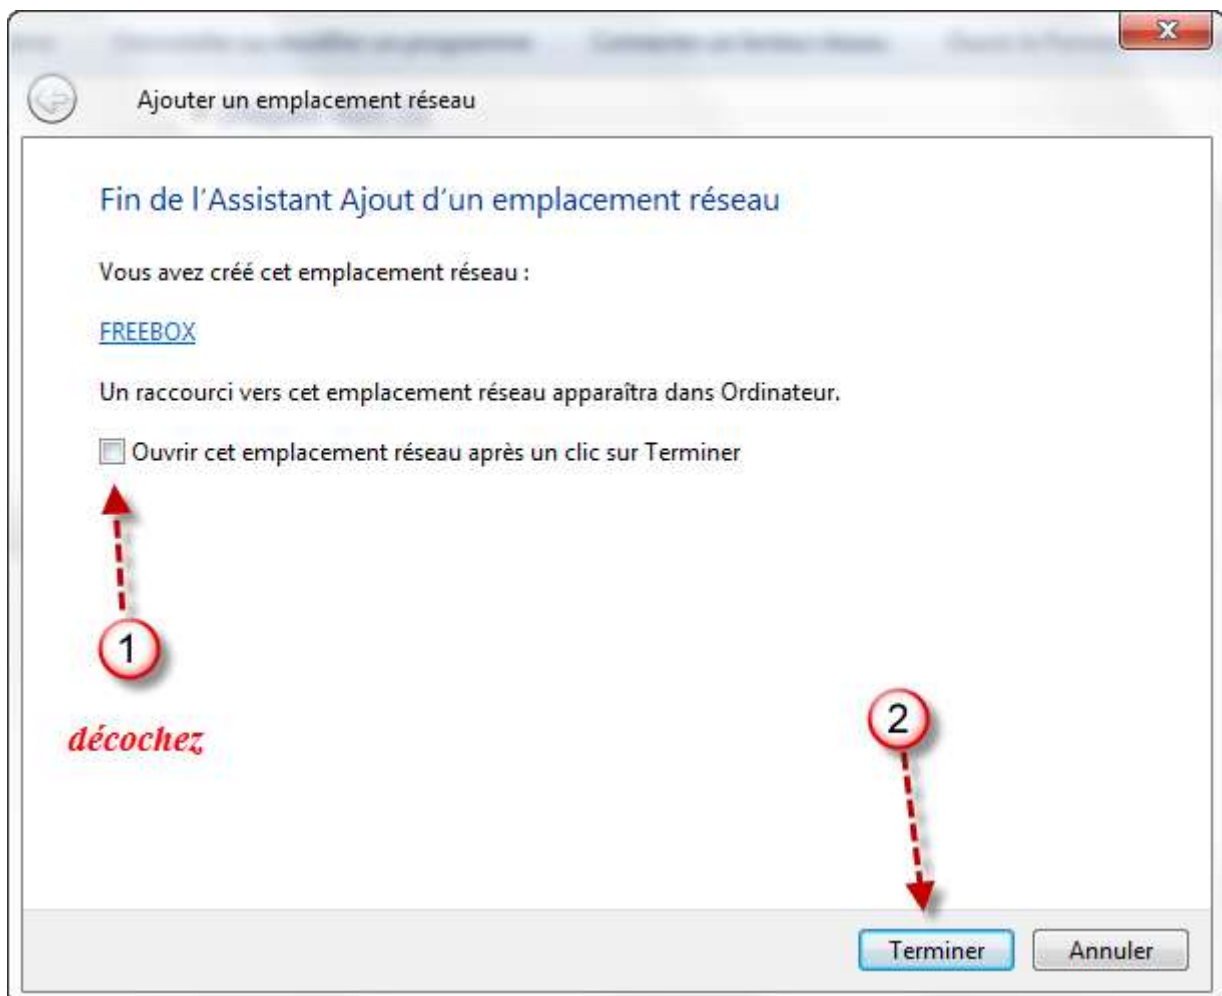 Ajouter un emplacement réseau
Fin de l'Assistant Ajout d'un emplacement réseau
Vous avez créé cet emplacement réseau :
FREEBOX
Un raccourci vers cet emplacement réseau apparaîtra dans Ordinateur.
Ouvrir cet emplacement réseau après un clic sur Terminer
1
décochez
2
Terminer Annuler